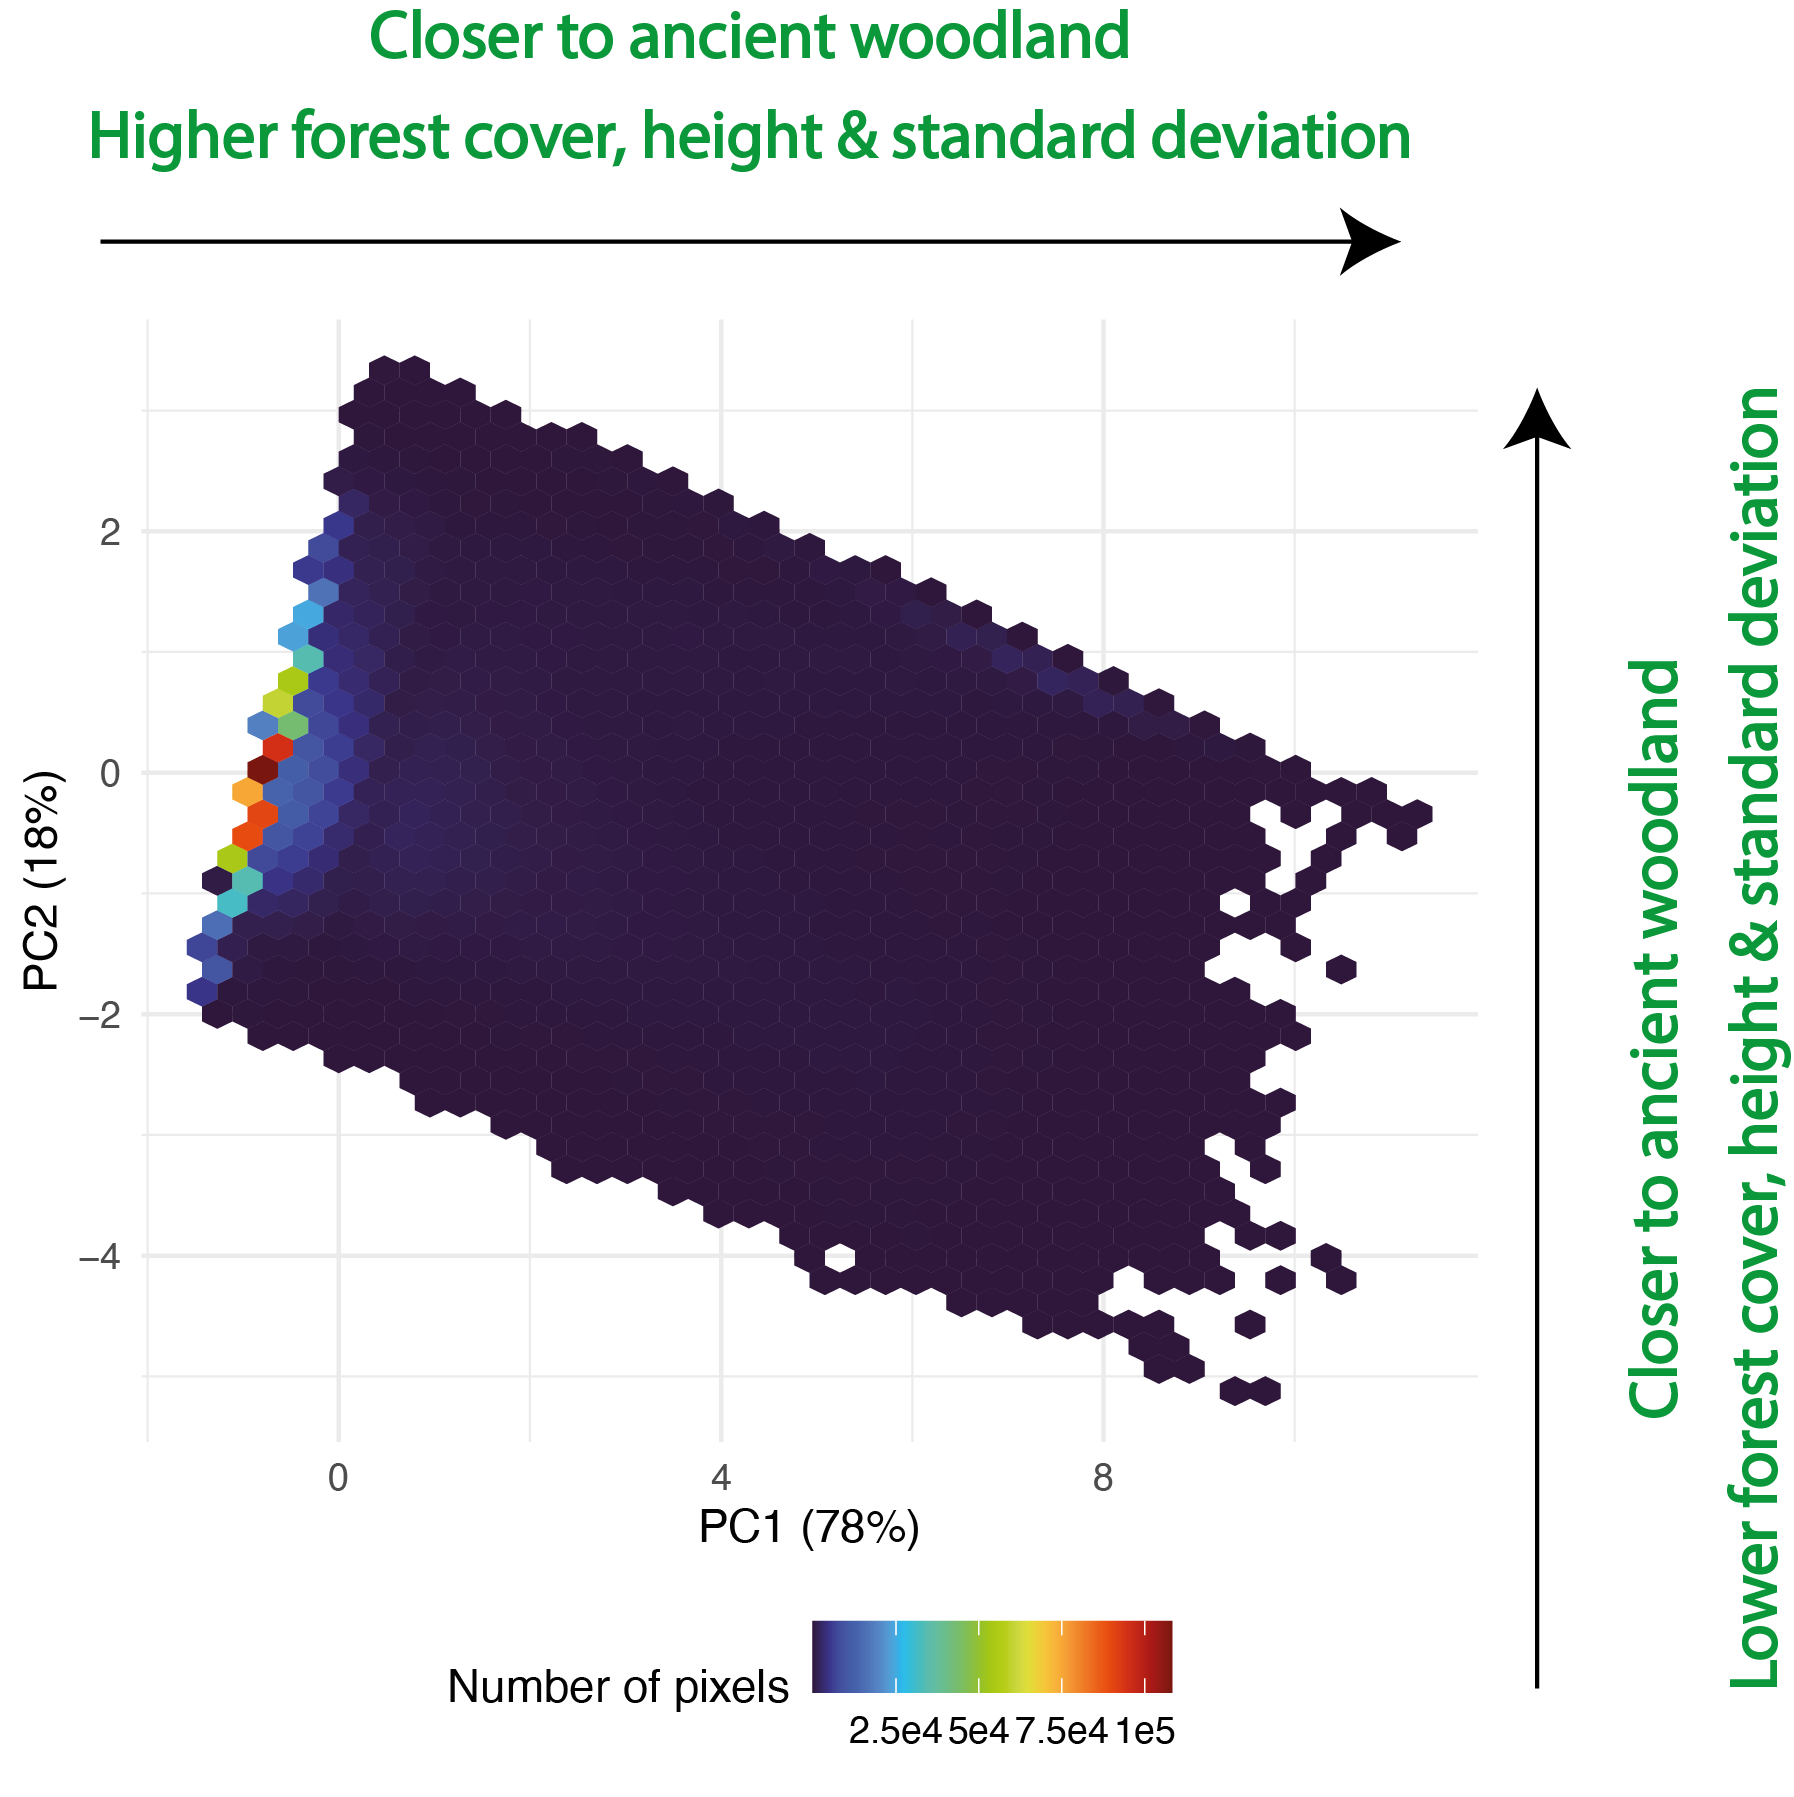 Closer to ancient woodland
Higher forest cover, height & standard deviation
2
0
−2
−4
PC2 (18%)
0 4 8
PC1 (78%)
Closer to ancient woodland
Lower forest cover, height & standard deviation
Number of pixels
2.5e4 5e4 7.5e4 1e5